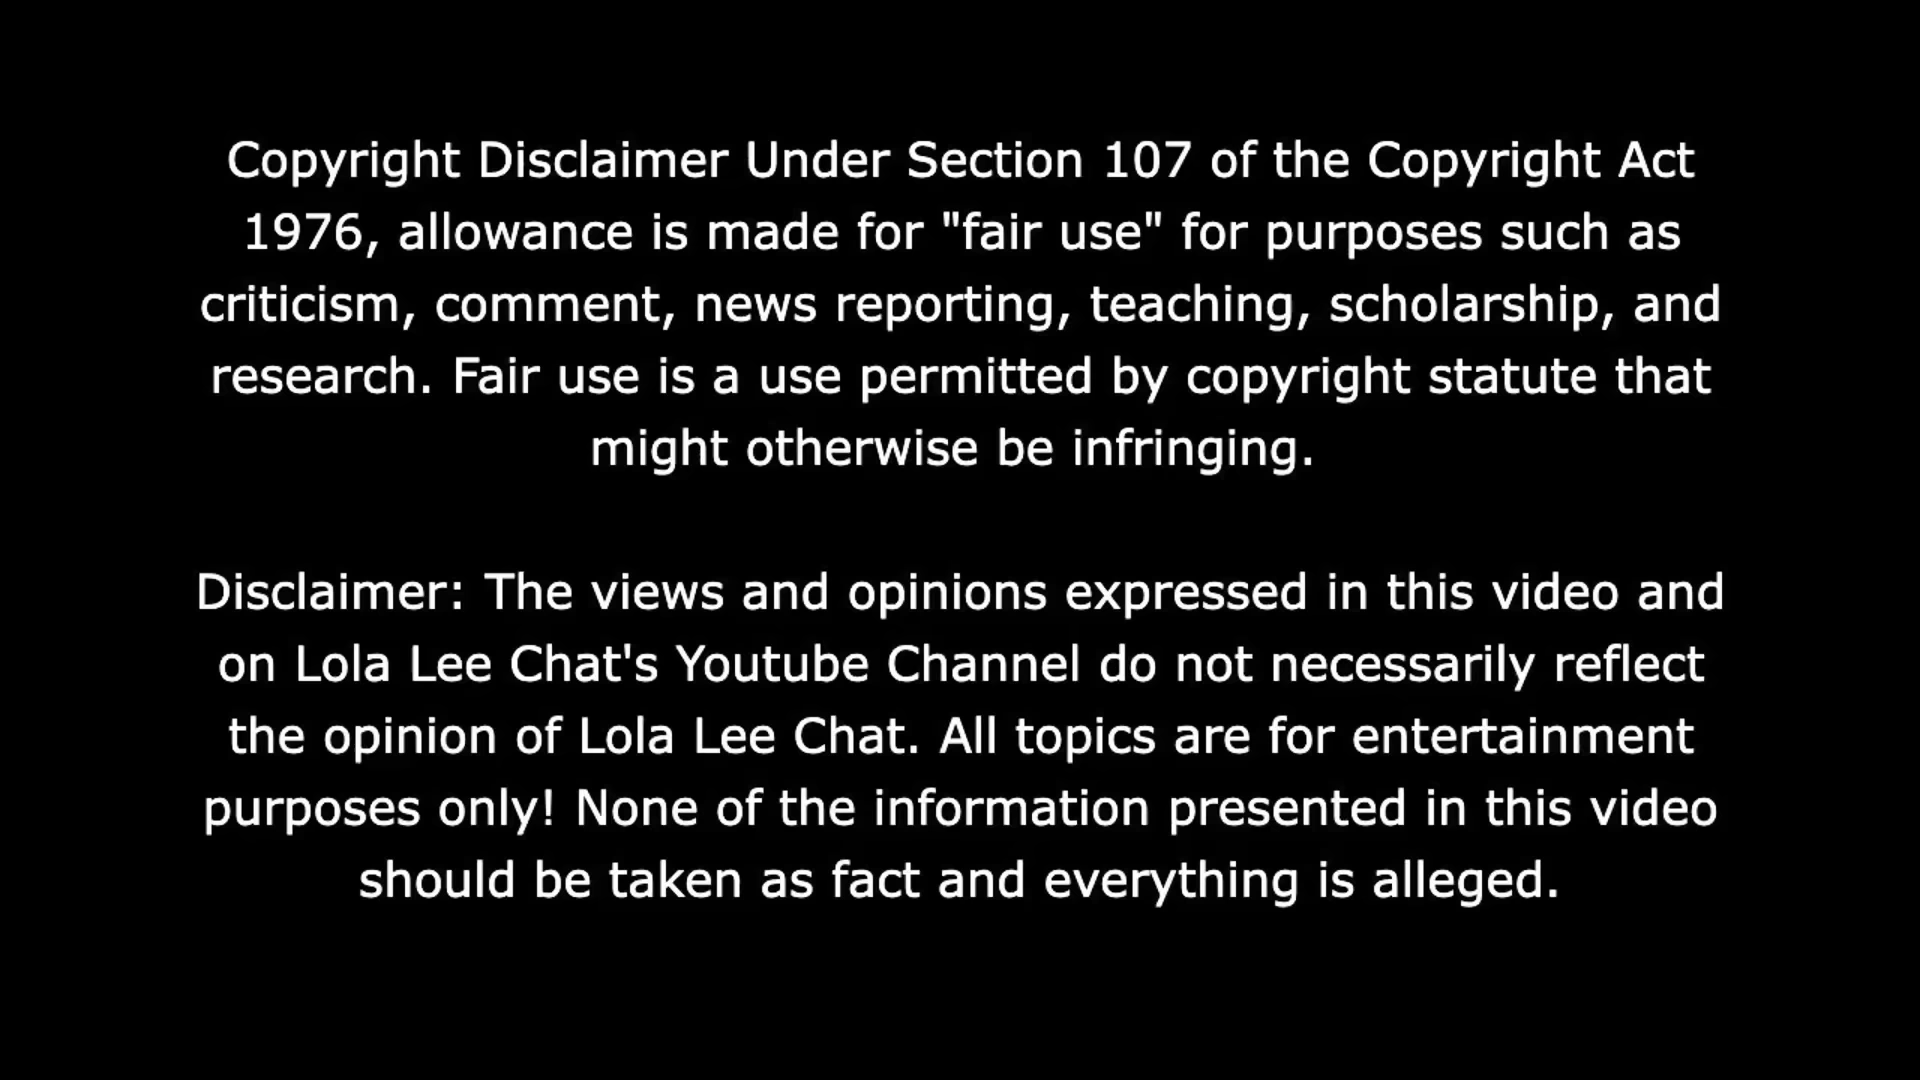 Copyright Disclaimer Under Section 107 of the Copyright Act
1976, allowance is made for "fair use" for purposes such as
criticism, comment, news reporting, teaching, scholarship, and
research. Fair use is a use permitted by copyright statute that
might otherwise be infringing.
Disclaimer: The views and opinions expressed in this video and
on Lola Lee Chat's Youtube Channel do not necessarily reflect
the opinion of Lola Lee Chat. All topics are for entertainment
purposes only! None of the information presented in this video
should be taken as fact and everything is alleged.